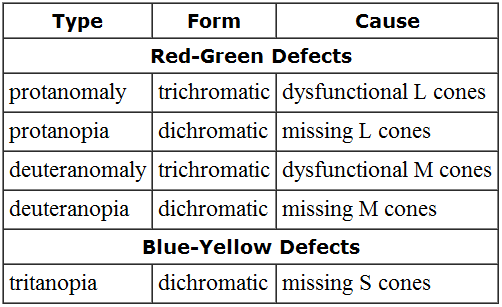 Type Form Cause
Red-Green Defects
protanomaly trichromatic dysfunctional L cones
protanopia dichromatic missing L cones
deuteranomaly trichromatic dysfunctional M cones
deuteranopia dichromatic missing M cones
Blue-Yellow Defects
tritanopia dichromatic missing S cones